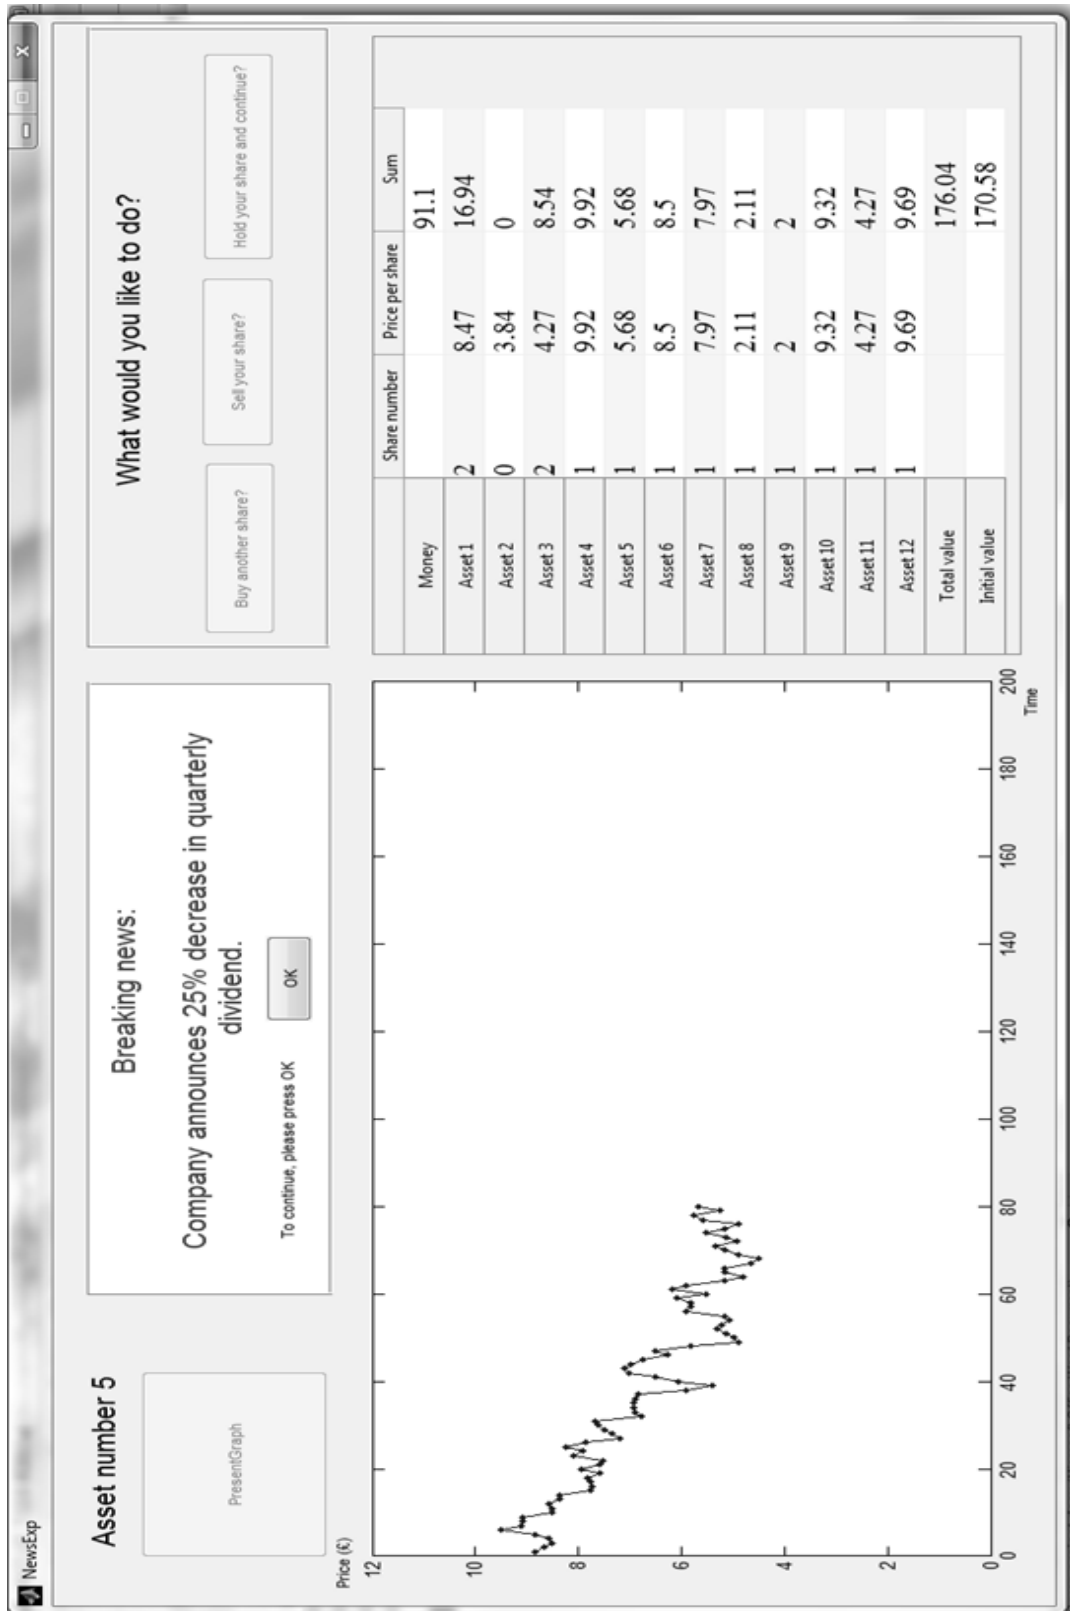 NewsExp
X
Asset number 5
PresentGraph
Breaking news:
Company announces 25% decrease in quarterly
dividend.
To continue, please press OK
OK
What would you like to do?
Buy another share?
Sell your share?
Hold your share and continue?
Price (£)
12
10
8
6
4
2
0
0 20 40 60 80 100 120 140 160 180 200
Time
Share number Price per share Sum
Money 91.1
Asset 1 2 8.47 16.94
Asset 2 0 3.84 0
Asset 3 2 4.27 8.54
Asset 4 1 9.92 9.92
Asset 5 1 5.68 5.68
Asset 6 1 8.5 8.5
Asset 7 1 7.97 7.97
Asset 8 1 2.11 2.11
Asset 9 1 2 2
Asset 10 1 9.32 9.32
Asset 11 1 4.27 4.27
Asset 12 1 9.69 9.69
Total value 176.04
Initial value 170.58